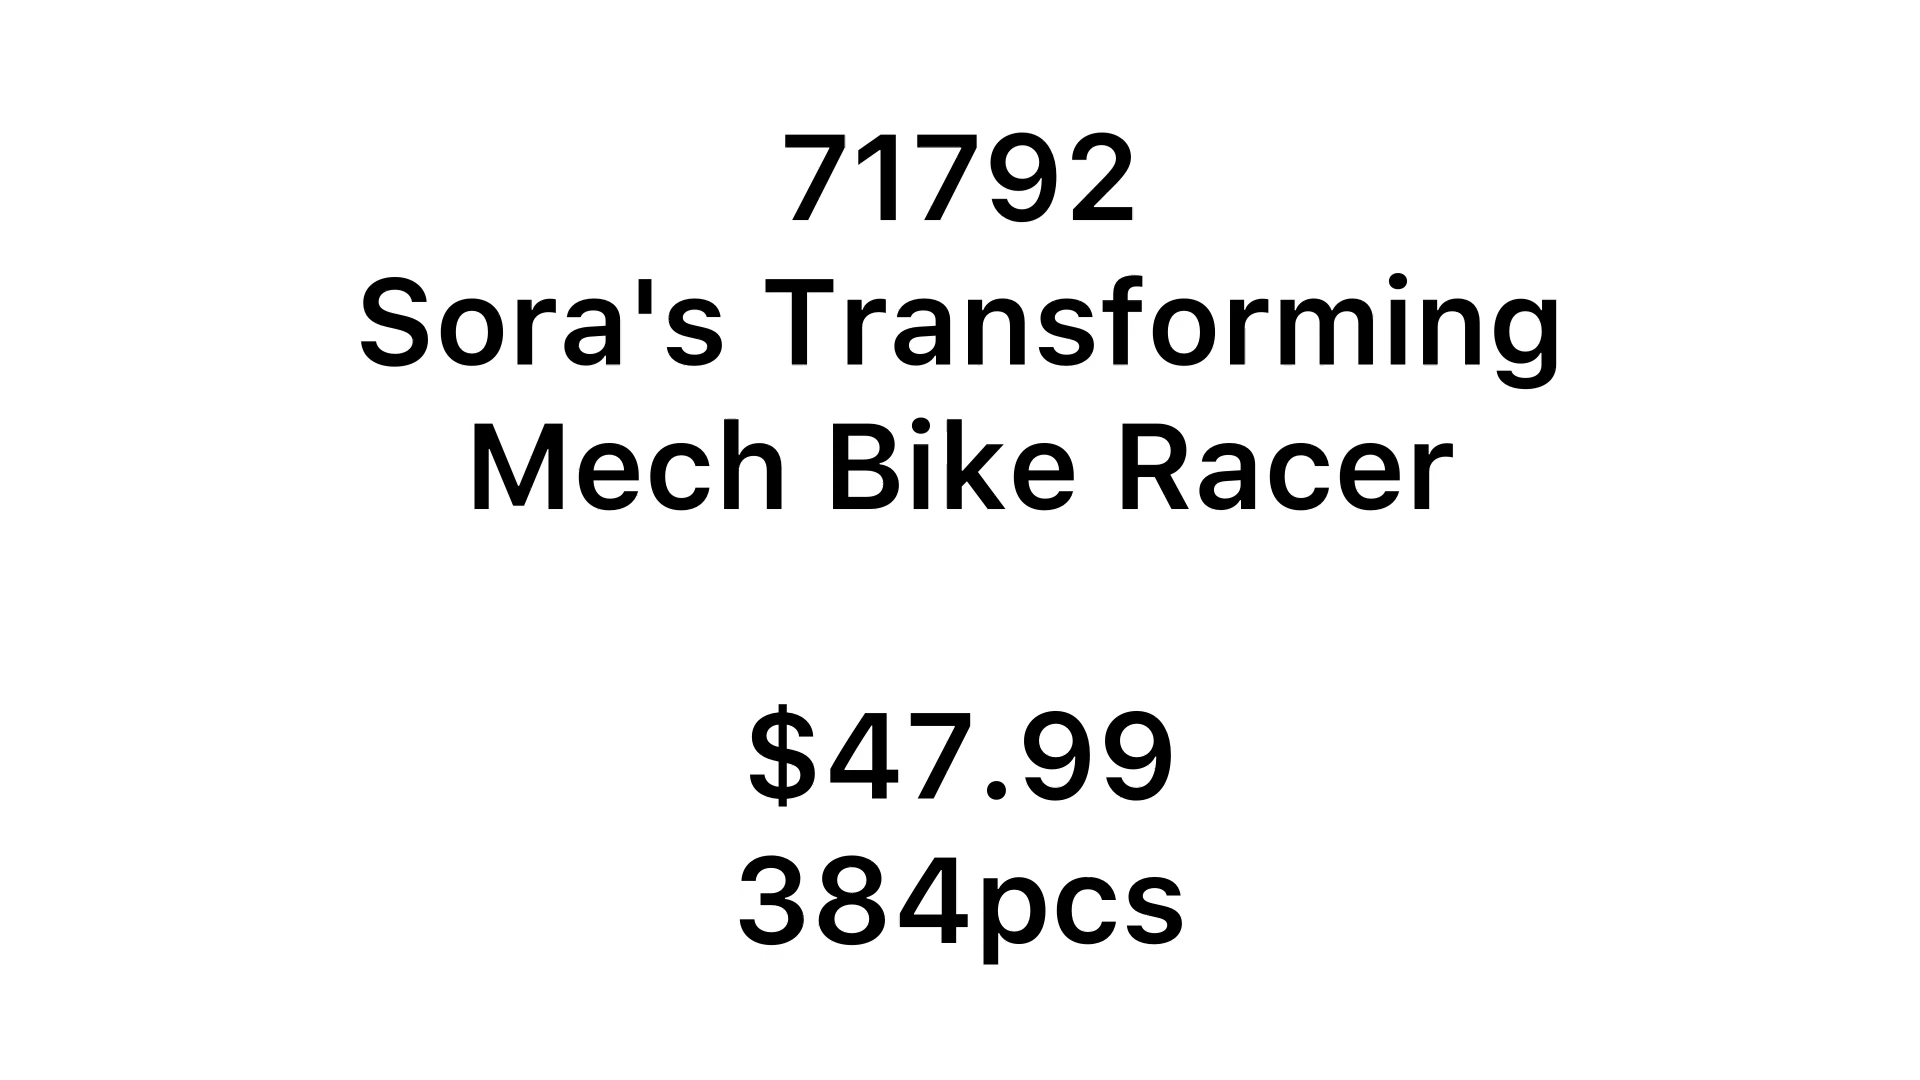 71792
Sora's Transforming
Mech Bike Racer
$47.99
384pcs